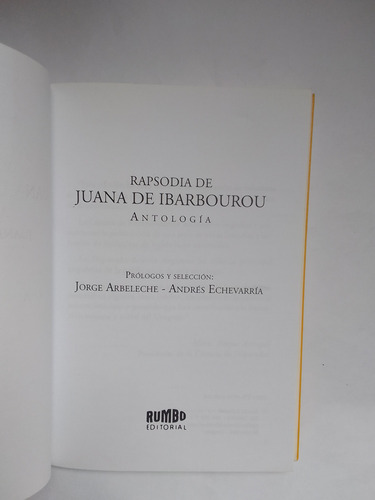 RAPSODIA DE
JUANA DE IBARBOUROU
ANTOLOGÍA
PRÓLOGOS Y SELECCIÓN:
JORGE ARBELECHE - ANDRÉS ECHEVARRÍA
RUMBO
EDITORIAL